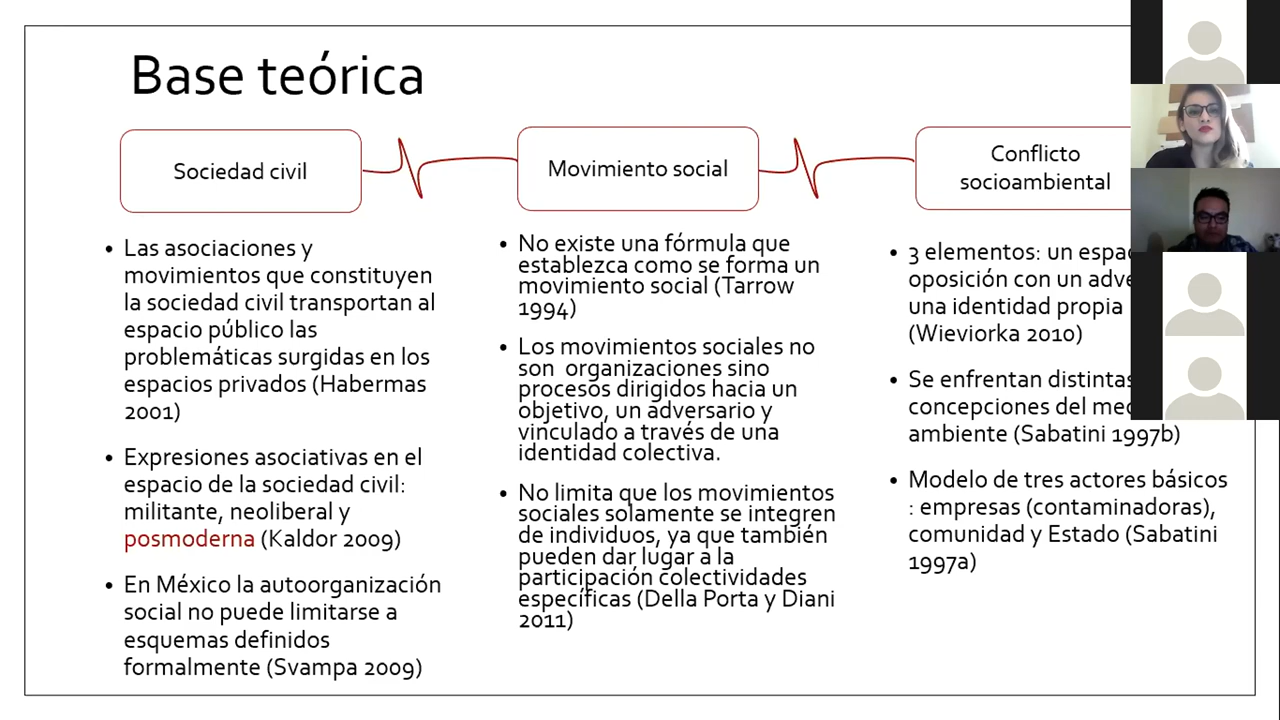 Base teórica
Sociedad civil
Movimiento social
Conflicto
socioambiental
• Las asociaciones y
movimientos que constituyen
la sociedad civil transportan al
espacio público las
problemáticas surgidas en los
espacios privados (Habermas
2001)
• Expresiones asociativas en el
espacio de la sociedad civil:
militante, neoliberal y
posmoderna (Kaldor 2009)
• En México la autoorganización
social no puede limitarse a
esquemas definidos
formalmente (Svampa 2009)
• No existe una fórmula que
establezca como se forma un
movimiento social (Tarrow
1994)
• Los movimientos sociales no
son organizaciones sino
procesos dirigidos hacia un
objetivo, un adversario y
vinculado a través de una
identidad colectiva.
• No limita que los movimientos
sociales solamente se integren
de individuos, ya que también
pueden dar lugar a la
participación colectividades
específicas (Della Porta y Diani
2011)
• 3 elementos: un
oposición con un
una identidad propia
(Wieviorka 2010)
• Se enfrentan distintas
concepciones del
ambiente (Sabatini 1997b)
• Modelo de tres actores básicos
: empresas (contaminadoras),
comunidad y Estado (Sabatini
1997a)